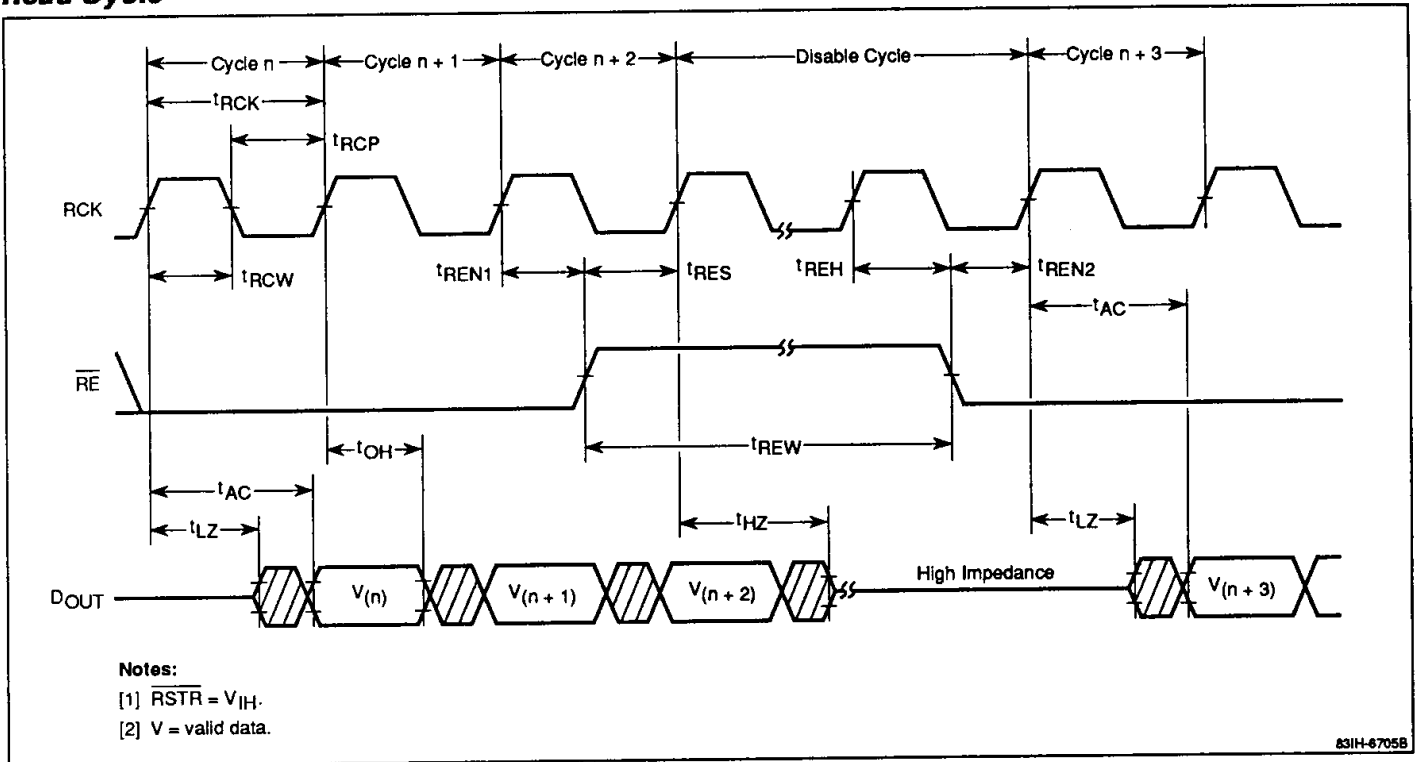 Read Cycle
Cycle n
Cycle n + 1
Cycle n + 2
Disable Cycle
Cycle n + 3
tRCK
tRCP
RCK
tRCW
tREN1
tRES
tREH
tREN2
tAC
RE
tOH
tREW
tAC
tLZ
tHZ
tLZ
DOUT
V(n)
V(n + 1)
V(n + 2)
High Impedance
V(n + 3)
Notes:
[1] RSTR = VIH.
[2] V = valid data.
83IH-6705B